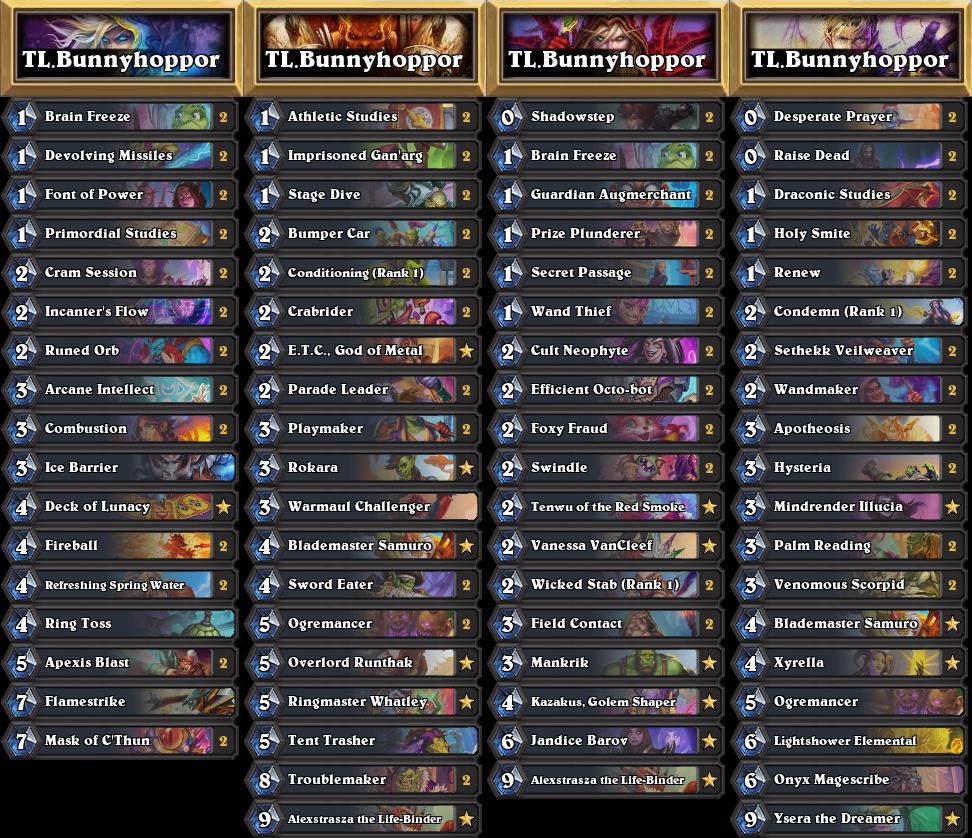 TL.Bunnyhoppor
1 Brain Freeze 2
1 Devolving Missiles 2
1 Font of Power 2
1 Primordial Studies 2
2 Cram Session 2
2 Incanter's Flow 2
2 Runed Orb 2
3 Arcane Intellect 2
3 Combustion 2
3 Ice Barrier
4 Deck of Lunacy
4 Fireball 2
4 Refreshing Spring Water 2
4 Ring Toss
5 Apexis Blast 2
7 Flamestrike
7 Mask of C'Thun 2
TL.Bunnyhoppor
1 Athletic Studies 2
1 Imprisoned Gan'arg 2
1 Stage Dive 2
2 Bumper Car 2
2 Conditioning (Rank 1) 2
2 Crabrider 2
2 E.T.C., God of Metal
2 Parade Leader 2
3 Playmaker 2
3 Rokara
3 Warmaul Challenger
4 Blademaster Samuro
4 Sword Eater 2
5 Ogremancer 2
5 Overlord Runthak
5 Ringmaster Whatley
5 Tent Trasher
8 Troublemaker 2
9 Alexstrasza the Life-Binder
TL.Bunnyhoppor
0 Shadowstep 2
1 Brain Freeze 2
1 Guardian Augmerchant 2
1 Prize Plunderer 2
1 Secret Passage 2
1 Wand Thief 2
2 Cult Neophyte 2
2 Efficient Octo-bot 2
2 Foxy Fraud 2
2 Swindle 2
2 Tenwu of the Red Smoke
2 Vanessa VanCleef
2 Wicked Stab (Rank 1) 2
3 Field Contact 2
3 Mankrik
4 Kazakus, Golem Shaper
6 Jandice Barov
9 Alexstrasza the Life-Binder
TL.Bunnyhoppor
0 Desperate Prayer 2
0 Raise Dead 2
1 Draconic Studies 2
1 Holy Smite 2
1 Renew 2
2 Condemn (Rank 1)
2 Sethekk Veilweaver 2
2 Wandmaker 2
3 Apotheosis 2
3 Hysteria 2
3 Mindrender Illucia
3 Palm Reading 2
3 Venomous Scorpid 2
4 Blademaster Samuro
4 Xyrella
5 Ogremancer
6 Lightshower Elemental
6 Onyx Magescribe
9 Ysera the Dreamer